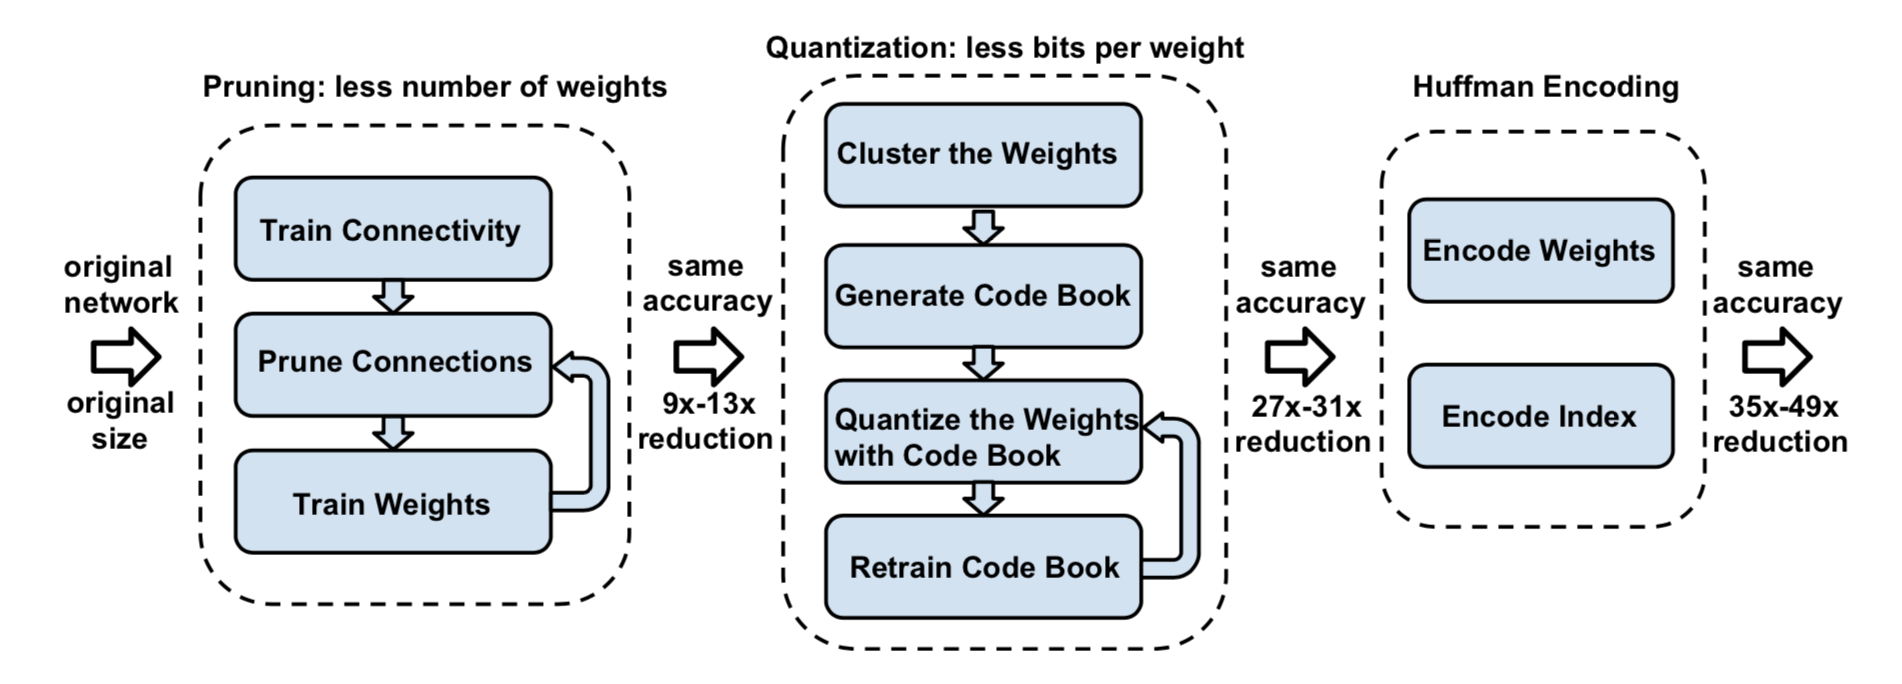 original
network
original
size
Pruning: less number of weights
Train Connectivity
Prune Connections
Train Weights
same
accuracy
9x-13x
reduction
Quantization: less bits per weight
Cluster the Weights
Generate Code Book
Quantize the Weights
with Code Book
Retrain Code Book
same
accuracy
27x-31x
reduction
Huffman Encoding
Encode Weights
Encode Index
same
accuracy
35x-49x
reduction